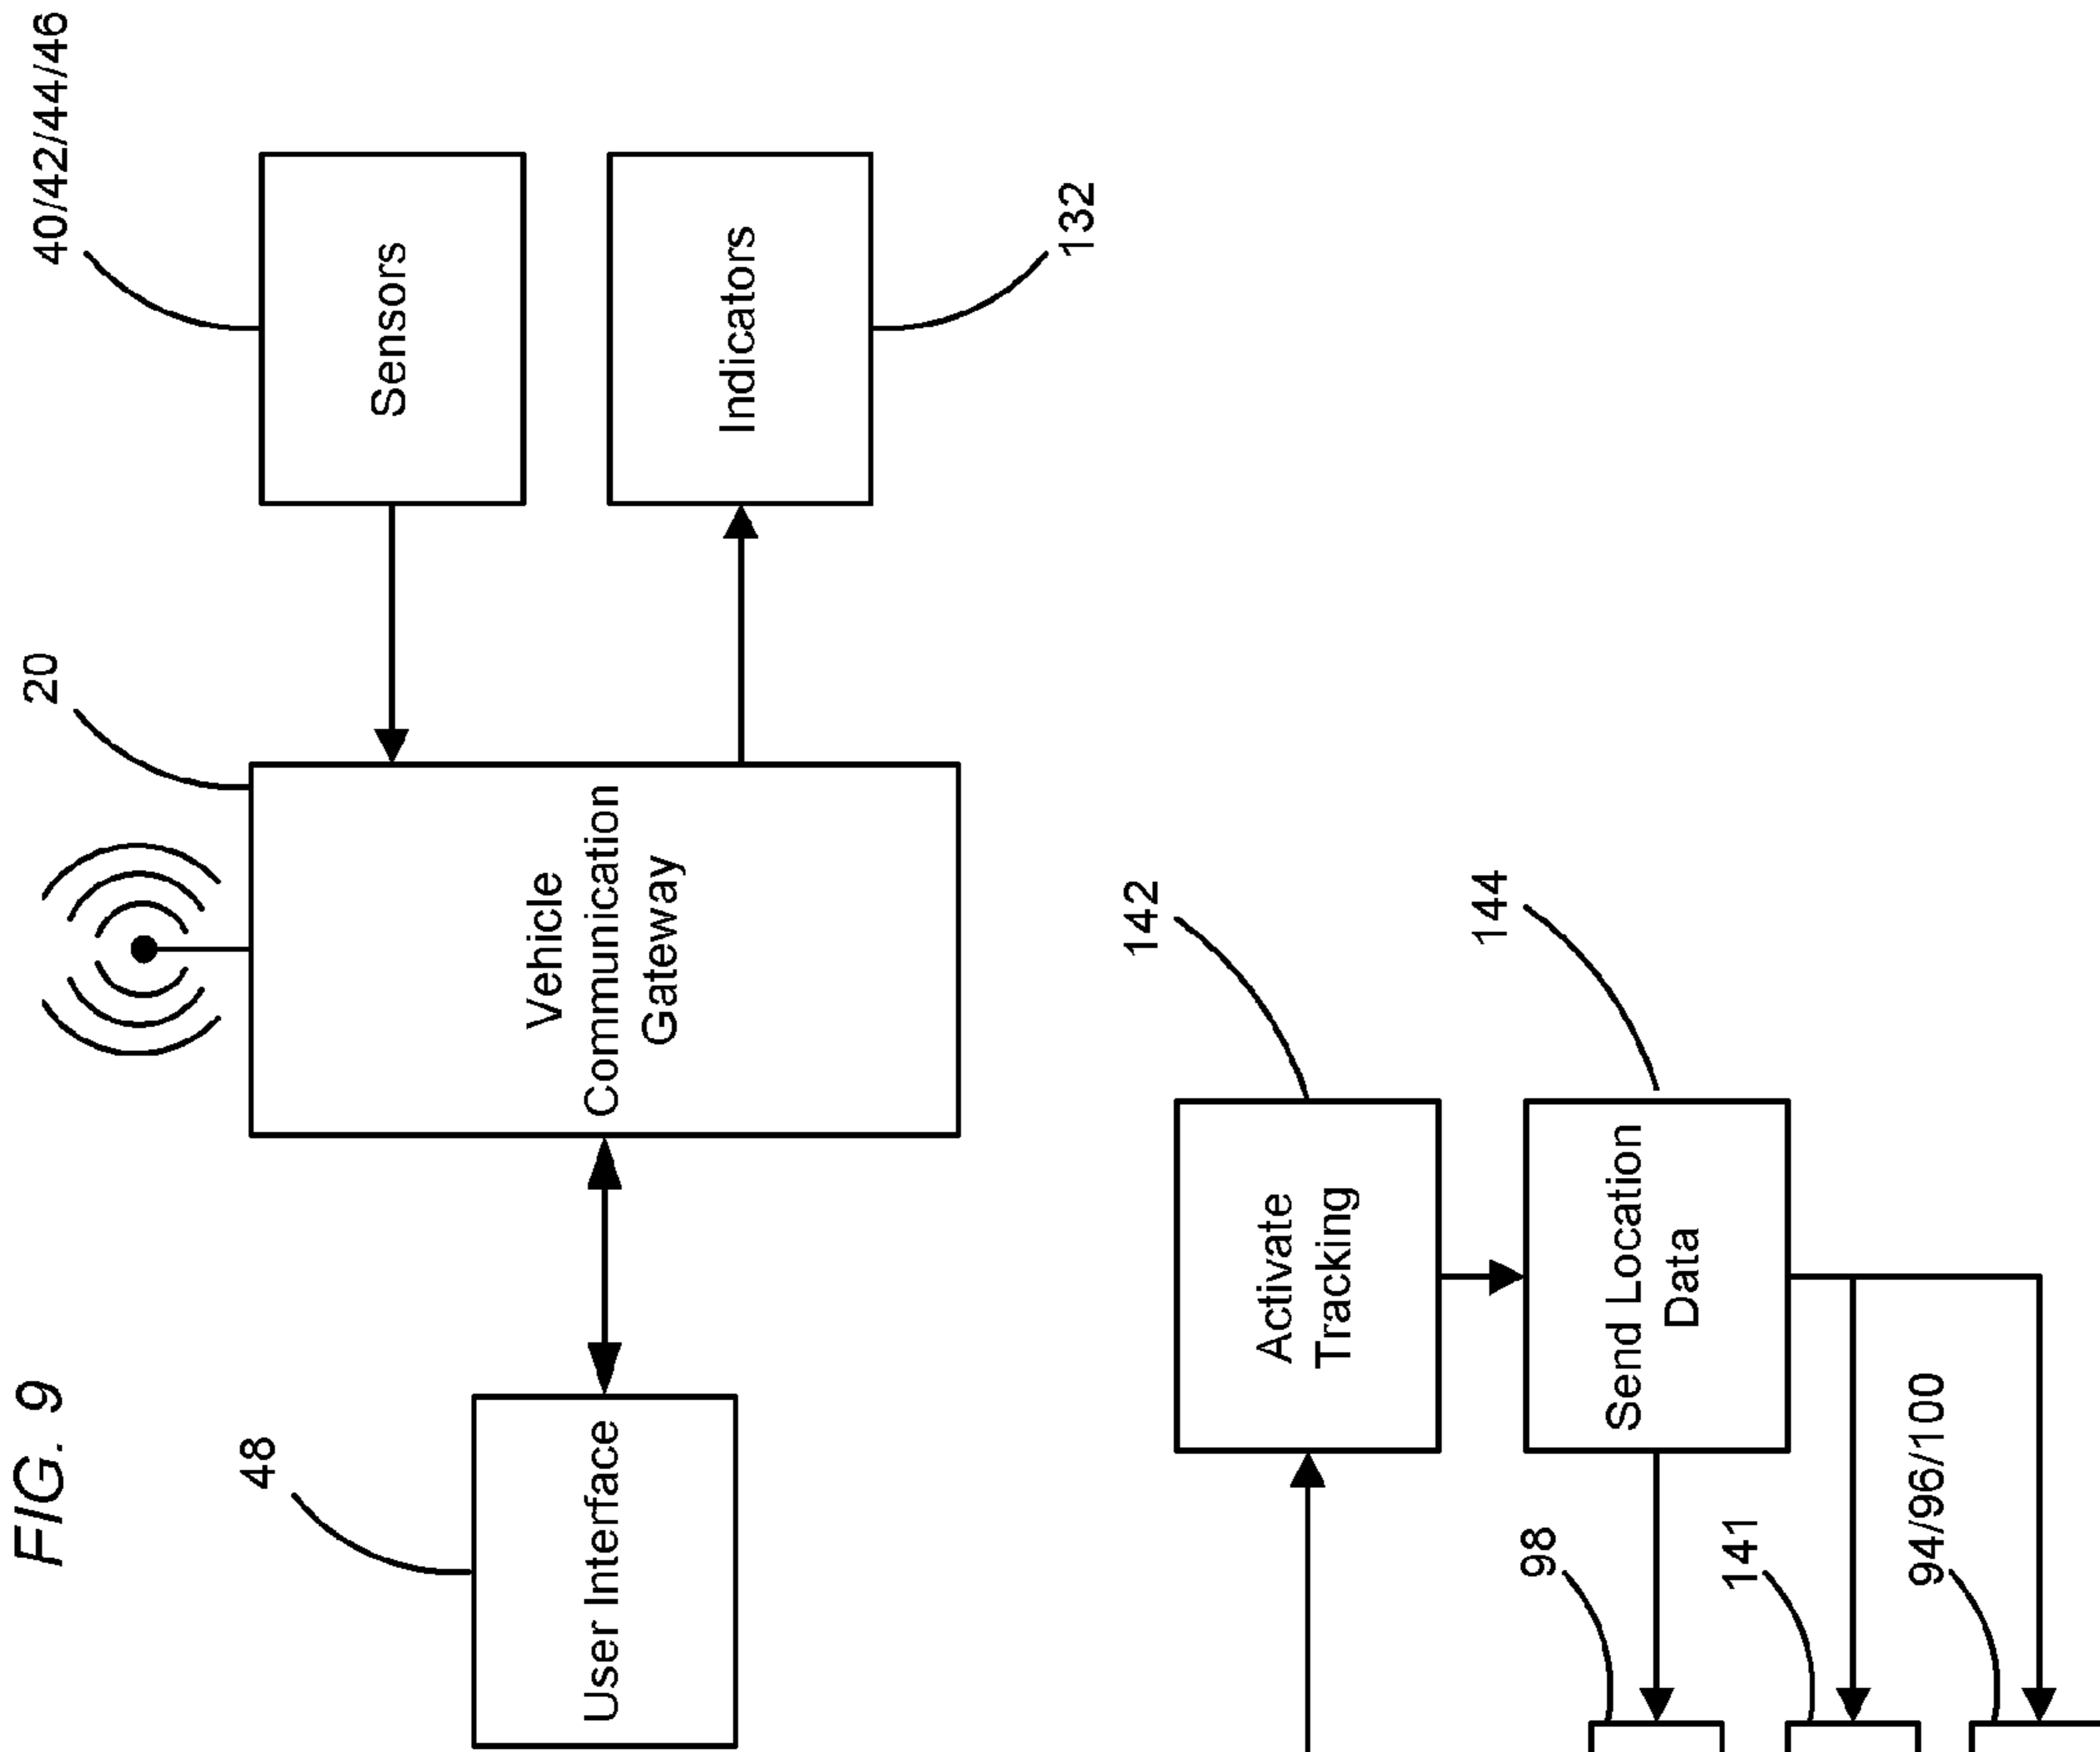 FIG. 9
48
User Interface
20
Vehicle
Communication
Gateway
40/42/44/46
Sensors
Indicators
132
142
Activate
Tracking
144
Send Location
Data
98
141
94/96/100